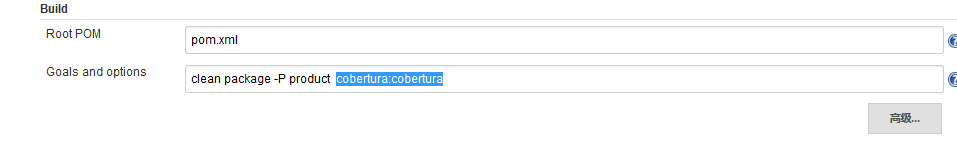 Build
Root POM
pom.xml
Goals and options
clean package -P product cobertura:cobertura
高级...